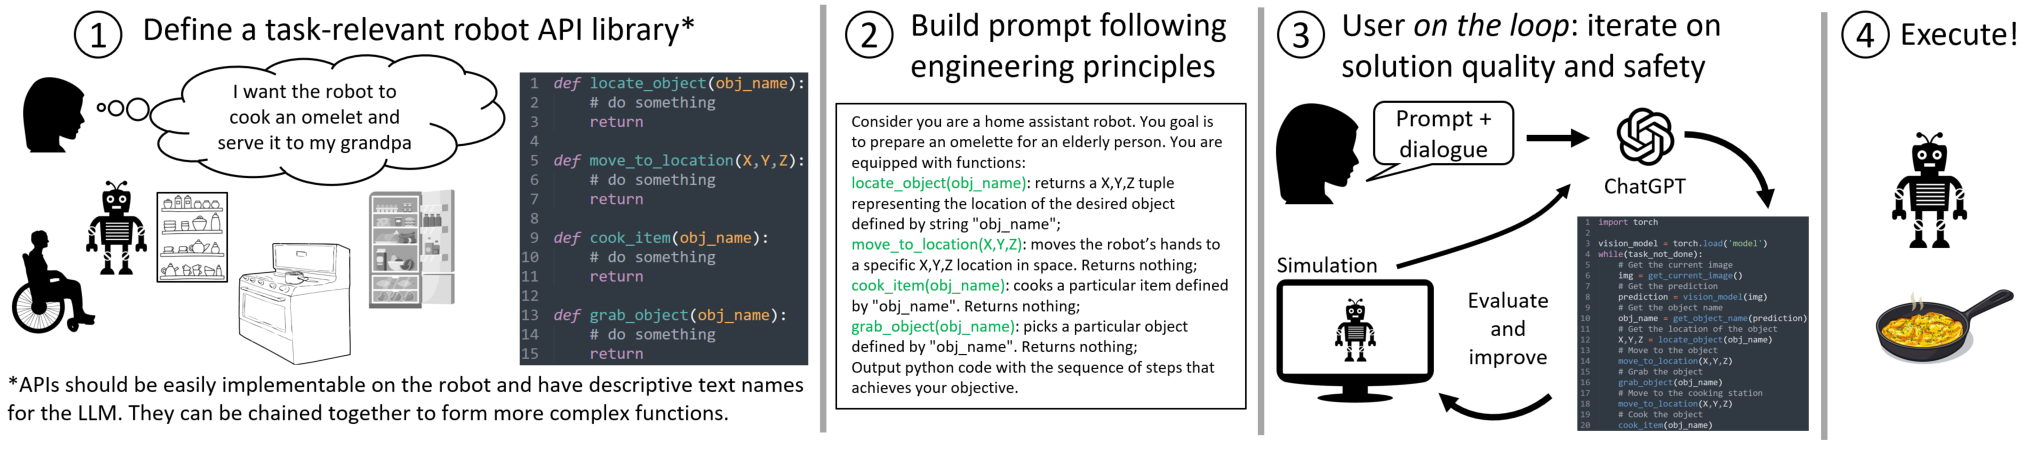 1 Define a task-relevant robot API library*
I want the robot to
cook an omelet and
serve it to my grandpa
1 def locate_object(obj_name):
2 # do something
3 return
4
5 def move_to_location(X,Y,Z):
6 # do something
7 return
8
9 def cook_item(obj_name):
10 # do something
11 return
12
13 def grab_object(obj_name):
14 # do something
15 return
*APIs should be easily implementable on the robot and have descriptive text names
for the LLM. They can be chained together to form more complex functions.
2 Build prompt following
engineering principles
Consider you are a home assistant robot. You goal is
to prepare an omelette for an elderly person. You are
equipped with functions:
locate_object(obj_name): returns a X,Y,Z tuple
representing the location of the desired object
defined by string "obj_name";
move_to_location(X,Y,Z): moves the robot's hands to
a specific X,Y,Z location in space. Returns nothing;
cook_item(obj_name): cooks a particular item defined
by "obj_name". Returns nothing;
grab_object(obj_name): picks a particular object
defined by "obj_name". Returns nothing;
Output python code with the sequence of steps that
achieves your objective.
3 User on the loop: iterate on
solution quality and safety
Prompt +
dialogue
ChatGPT
Simulation
Evaluate
and
improve
1 import torch
2
3 vision_model = torch.load('model')
4 while(task_not_done):
5 # Get the current image
6 img = get_current_image()
7 # Get the prediction
8 prediction = vision_model(img)
9 # Get the object name
10 obj_name = get_object_name(prediction)
11 # Get the location of the object
12 X,Y,Z = locate_object(obj_name)
13 # Move to the object
14 move_to_location(X,Y,Z)
15 # Grab the object
16 grab_object(obj_name)
17 # Move to the cooking station
18 move_to_location(X,Y,Z)
19 # Cook the object
20 cook_item(obj_name)
4 Execute!